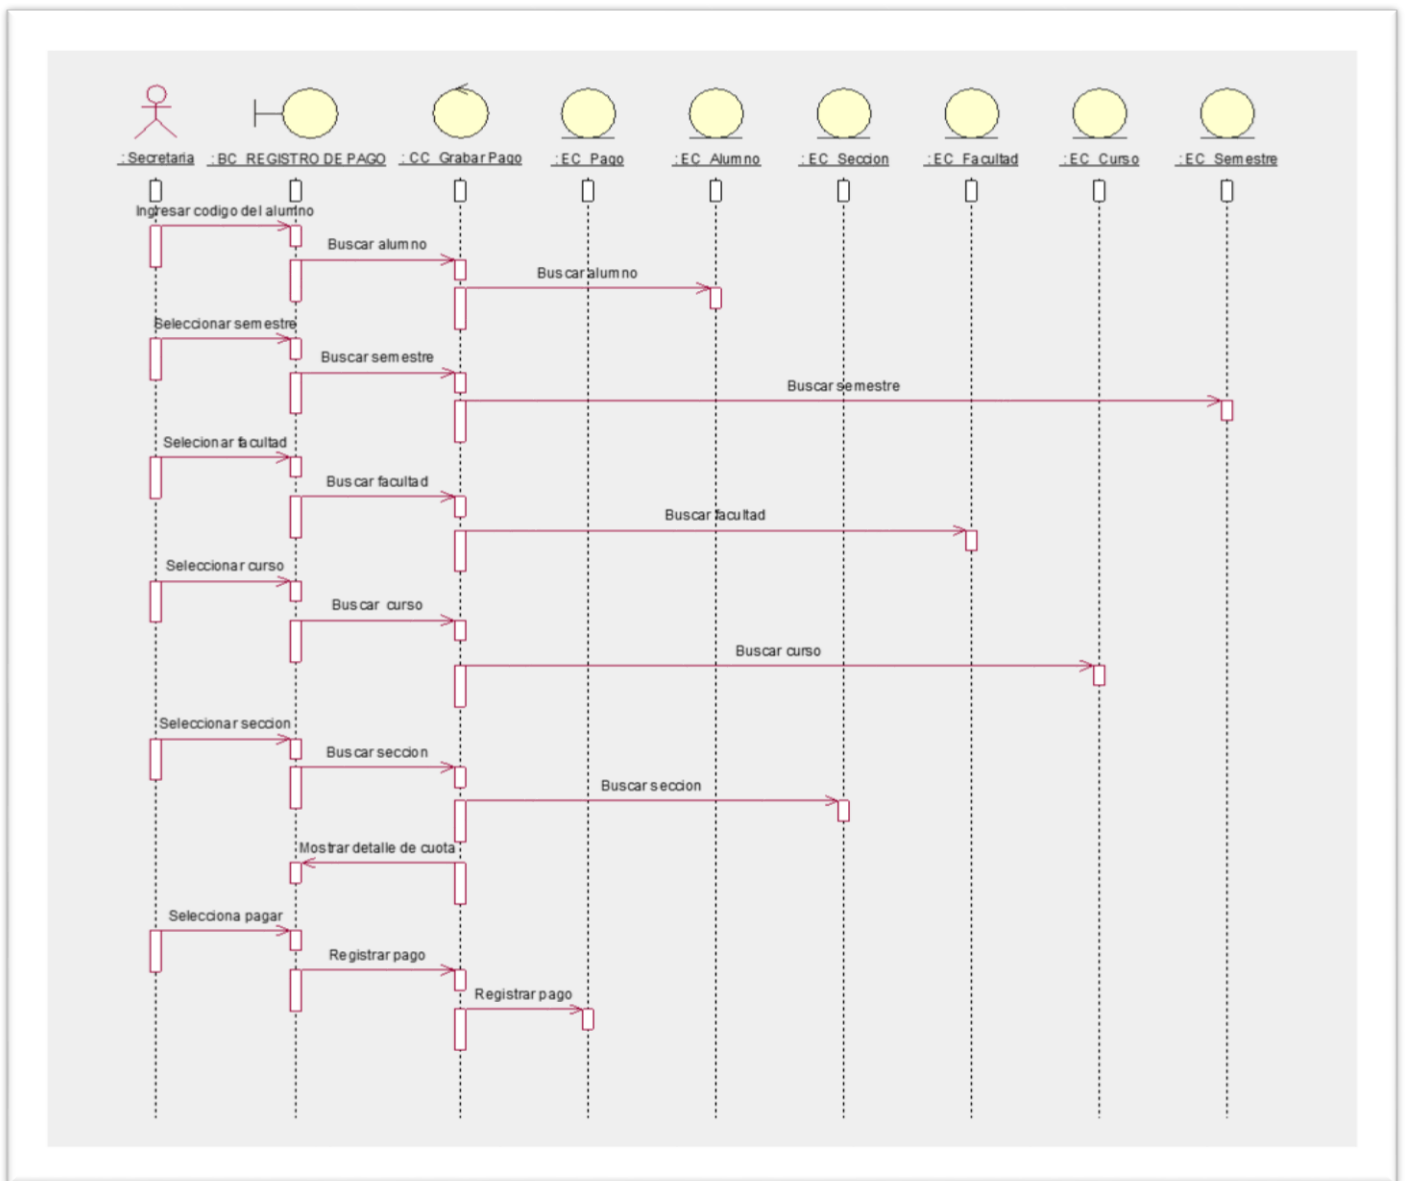 : Secretaria
: BC_REGISTRO DE PAGO
: CC_Grabar Pago
: EC_Pago
: EC_Alumno
: EC_Seccion
: EC_Facultad
: EC_Curso
: EC_Semestre
Ingresar codigo del alumno
Buscar alumno
Buscar alumno
Seleccionar semestre
Buscar semestre
Buscar semestre
Selecionar facultad
Buscar facultad
Buscar facultad
Seleccionar curso
Buscar curso
Buscar curso
Seleccionar seccion
Buscar seccion
Buscar seccion
Mostrar detalle de cuota
Selecciona pagar
Registrar pago
Registrar pago